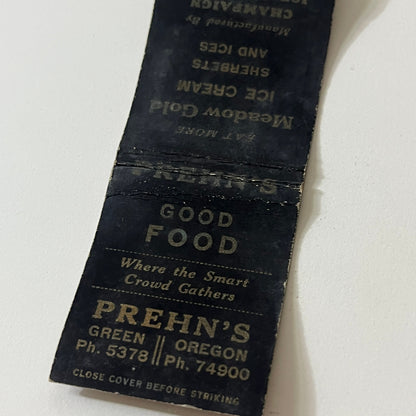 CHAMPAIGN
Manufactured By
AND ICES
SHERBETS
ICE CREAM
Meadow Gold
EAT MORE
PREHN'S
GOOD
FOOD
Where the Smart
Crowd Gathers
PREHN'S
GREEN || OREGON
Ph. 5378 || Ph. 74900
CLOSE COVER BEFORE STRIKING